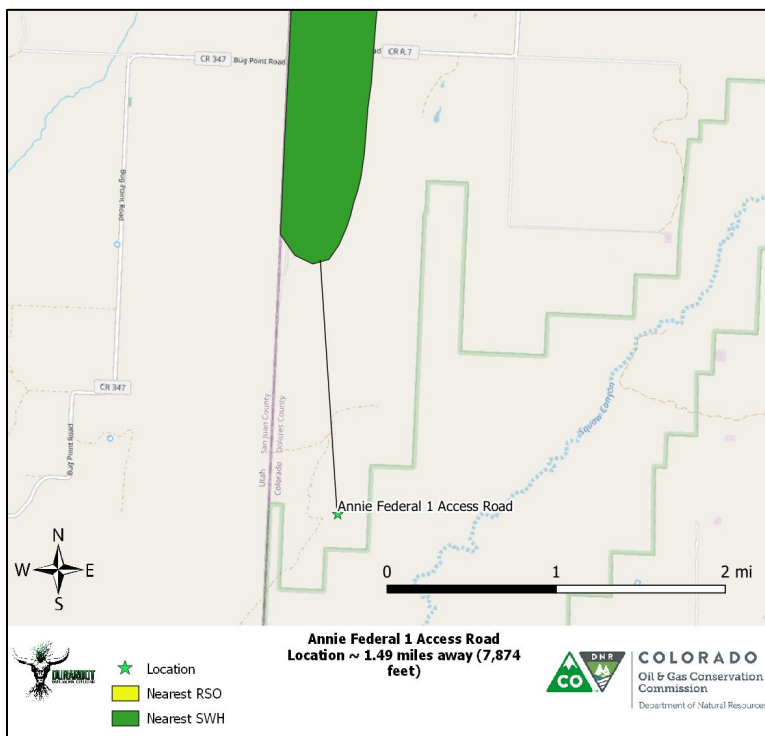 CR 347
Bug Point Road
ad
CR R.7
Bug Point Road
CR 347
Bug Point Road
Utah San Juan County
Colorado Dolores County
Squaw Canyon
Annie Federal 1 Access Road
N
W E
S
0 1 2 mi
Annie Federal 1 Access Road
Location ~ 1.49 miles away (7,874
feet)
Location
Nearest RSO
Nearest SWH
DURAROOT
CO
DNR
COLORADO
Oil & Gas Conservation
Commission
Department of Natural Resources